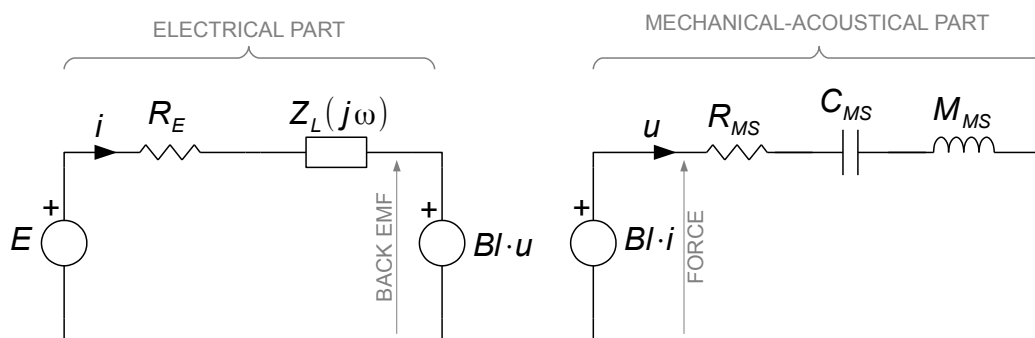 ELECTRICAL PART
MECHANICAL-ACOUSTICAL PART
i
R_E
Z_L(jω)
u
R_MS
C_MS
M_MS
+
E
BACK EMF
+
Bl·u
+
Bl·i
FORCE